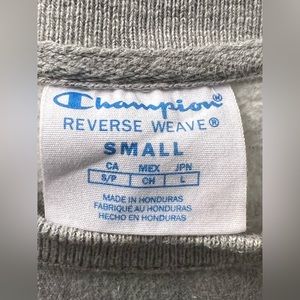 Champion®
REVERSE WEAVE®
SMALL
CA MEX JPN
S/P CH L
MADE IN HONDURAS
FABRIQUÉ AU HONDURAS
HECHO EN HONDURAS